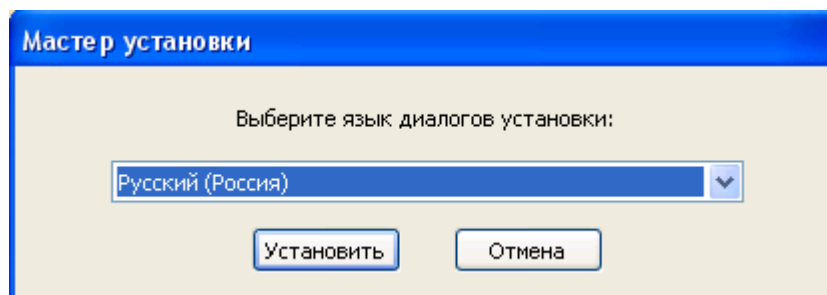 Мастер установки
Выберите язык диалогов установки:
Русский (Россия)
Установить
Отмена